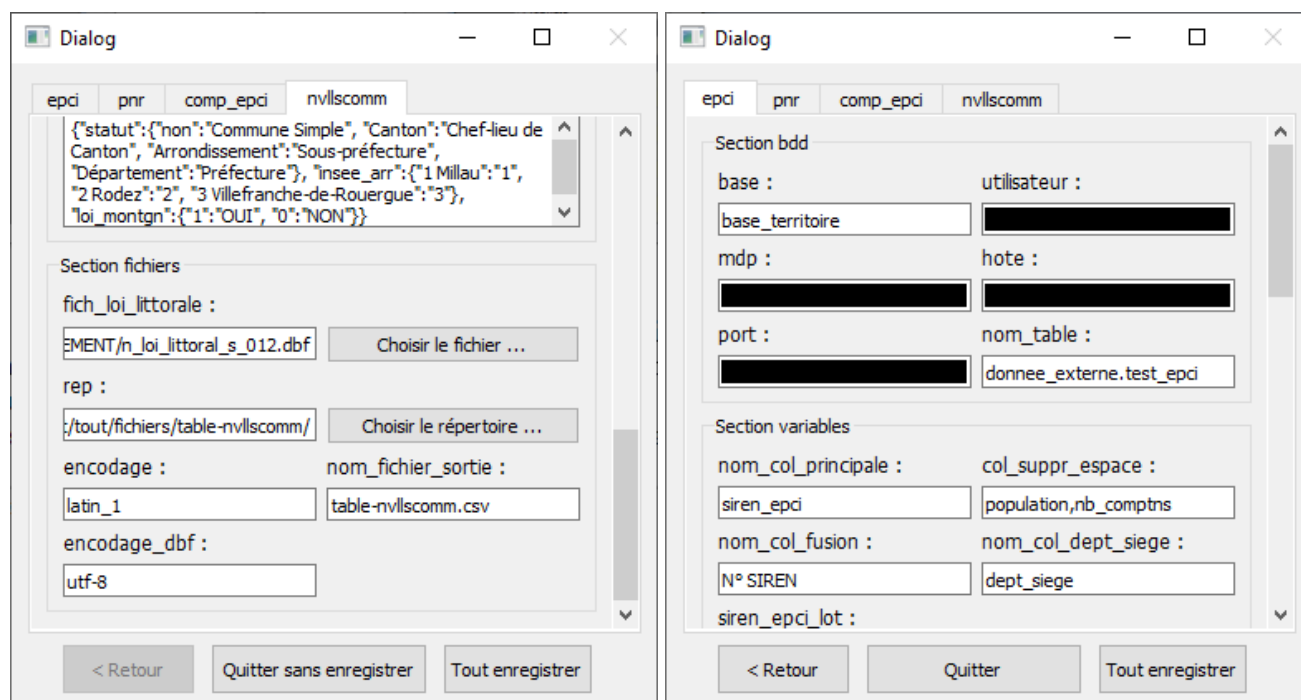 Dialog
epci pnr comp_epci nvllscomm
{"statut":{"non":"Commune Simple", "Canton":"Chef-lieu de
Canton", "Arrondissement":"Sous-préfecture",
"Département":"Préfecture"}, "insee_arr":{"1 Millau":"1",
"2 Rodez":"2", "3 Villefranche-de-Rouergue":"3"},
"loi_montgn":{"1":"OUI", "0":"NON"}}
Section fichiers
fich_loi_littorale :
EMENT/n_loi_littoral_s_012.dbf Choisir le fichier ...
rep :
:/tout/fichiers/table-nvllscomm/ Choisir le répertoire ...
encodage : nom_fichier_sortie :
latin_1 table-nvllscomm.csv
encodage_dbf :
utf-8
< Retour Quitter sans enregistrer Tout enregistrer
Dialog
epci pnr comp_epci nvllscomm
Section bdd
base : utilisateur :
base_territoire
mdp : hote :
port : nom_table :
donnee_externe.test_epci
Section variables
nom_col_principale : col_suppr_espace :
siren_epci population,nb_comptns
nom_col_fusion : nom_col_dept_siege :
N° SIREN dept_siege
siren_epci_lot :
< Retour Quitter Tout enregistrer